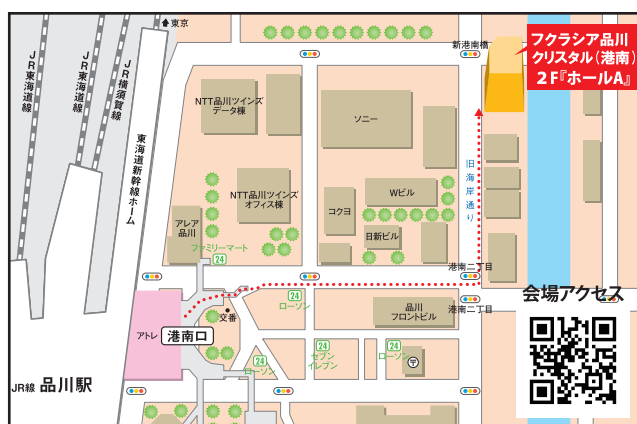 東京
新港南橋
フクラシア品川
クリスタル(港南)
2F『ホールA』
JR東海道線
JR東海道線
JR横須賀線
東海道新幹線ホーム
NTT品川ツインズ
データ棟
ソニー
旧海岸通り
NTT品川ツインズ
オフィス棟
Wビル
コクヨ
アレア
品川
日新ビル
ファミリーマート
24
港南二丁目
会場アクセス
24
ローソン
品川
フロントビル
港南二丁目
交番
アトレ
港南口
24
ローソン
24
セブン
イレブン
24
ローソン
〒
JR線 品川駅